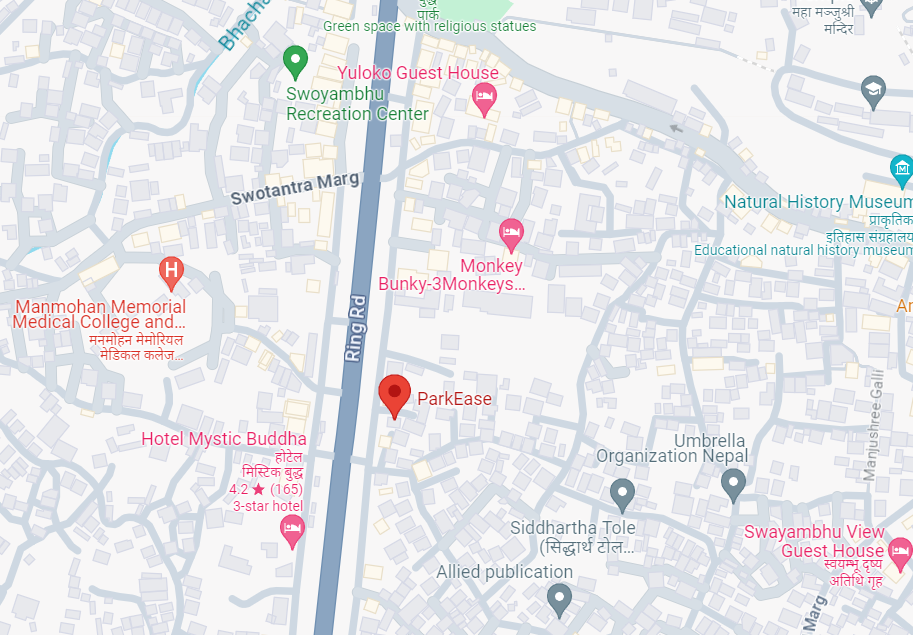 बुद्ध
पार्क
Green space with religious statues
महा मञ्जुश्री
मन्दिर
Yuloko Guest House
Swoyambhu
Recreation Center
Swotantra Marg
Natural History Museum
प्राकृतिक
इतिहास संग्रहालय
Educational natural history museum
Monkey
Bunky-3Monkeys...
Manmohan Memorial
Medical College and...
मनमोहन मेमोरियल
मेडिकल कलेज...
Ring Rd
ParkEase
Manjushree Galli
Hotel Mystic Buddha
होटेल
मिस्टिक बुद्ध
4.2 ★ (165)
3-star hotel
Umbrella
Organization Nepal
Siddhartha Tole
(सिद्धार्थ टोल...
Swayambhu View
Guest House
स्वयम्भू दृष्य
अतिथि गृह
Allied publication
Marg
H